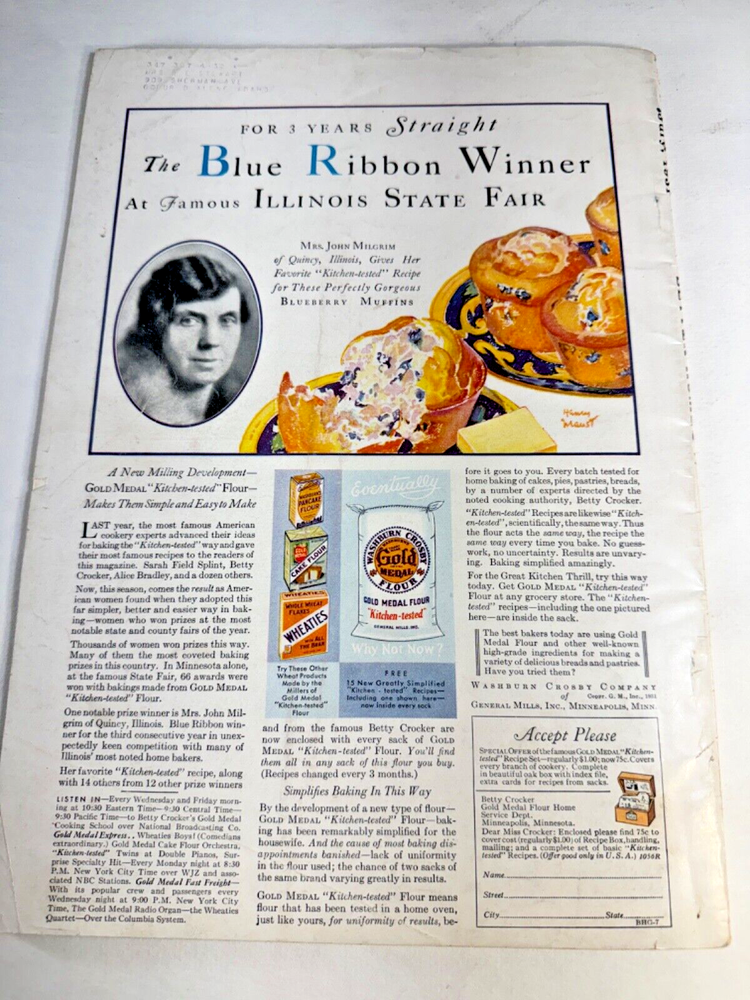 FOR 3 YEARS Straight
The Blue Ribbon Winner
At Famous ILLINOIS STATE FAIR
MRS. JOHN MILGRIM
of Quincy, Illinois, Gives Her
Favorite "Kitchen-tested" Recipe
for These Perfectly Gorgeous
BLUEBERRY MUFFINS
A New Milling Development—
GOLD MEDAL "Kitchen-tested" Flour—
Makes Them Simple and Easy to Make
LAST year, the most famous American
cookery experts advanced their ideas
for baking the "Kitchen-tested" way and gave
their most famous recipes to the readers of
this magazine. Sarah Field Splint, Betty
Crocker, Alice Bradley, and a dozen others.
Now, this season, comes the result as Amer-
ican women found when they adopted this
far simpler, better and easier way in bak-
ing—women who won prizes at the most
notable state and county fairs of the year.
Thousands of women won prizes this way.
Many of them the most coveted baking
prizes in this country. In Minnesota alone,
at the famous State Fair, 66 awards were
won with bakings made from GOLD MEDAL
"Kitchen-tested" Flour.
One notable prize winner is Mrs. John Mil-
grim of Quincy, Illinois. Blue Ribbon win-
ner for the third consecutive year in unex-
pectedly keen competition with many of
Illinois' most noted home bakers.
Her favorite "Kitchen-tested" recipe, along
with 14 others from 12 other prize winners
LISTEN IN—Every Wednesday and Friday morn-
ing at 10:30 Eastern Time—9:30 Central Time—
9:30 Pacific Time—to Betty Crocker's Gold Medal
Cooking School over National Broadcasting Co.
Gold Medal Express, Wheaties Boys! (Comedians
extraordinary.) Gold Medal Cake Flour Orchestra,
"Kitchen-tested" Twins at Double Pianos, Sur-
prise Specialty Hit—Every Monday night at 8:30
P.M. New York City Time over WJZ and asso-
ciated NBC Stations. Gold Medal Fast Freight—
With its popular crew and passengers every
Wednesday night at 9:00 P.M. New York City
Time, The Gold Medal Radio Organ—the Wheaties
Quartet—Over the Columbia System.
PANCAKE
FLOUR
CAKE FLOUR
WHEATIES
WHOLE WHEAT
FLAKES
WHEATIES
WITH ALL
THE BRAN
Try These Other
Wheat Products
Made by the
Millers of
Gold Medal
"Kitchen-tested"
Flour
Eventually
WASHBURN CROSBY
Gold
MEDAL
FLOUR
GOLD MEDAL FLOUR
"Kitchen-tested"
GENERAL MILLS, INC.
Why Not Now?
FREE
15 New Greatly Simplified
"Kitchen - tested" Recipes—
Including one shown here—
now inside every sack
and from the famous Betty Crocker are
now enclosed with every sack of GOLD
MEDAL "Kitchen-tested" Flour. You'll find
them all in any sack of this flour you buy.
(Recipes changed every 3 months.)
Simplifies Baking In This Way
By the development of a new type of flour—
GOLD MEDAL "Kitchen-tested" Flour—bak-
ing has been remarkably simplified for the
housewife. And the cause of most baking dis-
appointments banished—lack of uniformity
in the flour used; the chance of two sacks of
the same brand varying greatly in results.
GOLD MEDAL "Kitchen-tested" Flour means
flour that has been tested in a home oven,
just like yours, for uniformity of results, be-
fore it goes to you. Every batch tested for
home baking of cakes, pies, pastries, breads,
by a number of experts directed by the
noted cooking authority, Betty Crocker.
"Kitchen-tested" Recipes are likewise "Kitch-
en-tested", scientifically, the same way. Thus
the flour acts the same way, the recipe the
same way every time you bake. No guess-
work, no uncertainty. Results are unvary-
ing. Baking simplified amazingly.
For the Great Kitchen Thrill, try this way
today. Get GOLD MEDAL "Kitchen-tested"
Flour at any grocery store. The "Kitchen-
tested" recipes—including the one pictured
here—are inside the sack.
The best bakers today are using Gold
Medal Flour and other well-known
high-grade ingredients for making a
variety of delicious breads and pastries.
Have you tried them?
WASHBURN CROSBY COMPANY
of Copr. G. M., Inc., 1931
GENERAL MILLS, INC., MINNEAPOLIS, MINN.
Accept Please
SPECIAL OFFER of the famous GOLD MEDAL "Kitchen-
tested" Recipe Set—regularly $1.00; now 75c. Covers
every branch of cookery. Complete
in beautiful oak box with index file,
extra cards for recipes from sacks.
Betty Crocker
Gold Medal Flour Home
Service Dept.
Minneapolis, Minnesota.
Dear Miss Crocker: Enclosed please find 75c to
cover cost (regularly $1.00) of Recipe Box, handling,
mailing; and a complete set of basic "Kitchen-
tested" Recipes. (Offer good only in U. S. A.) 1056R
Name
Street
City State
BHG-7